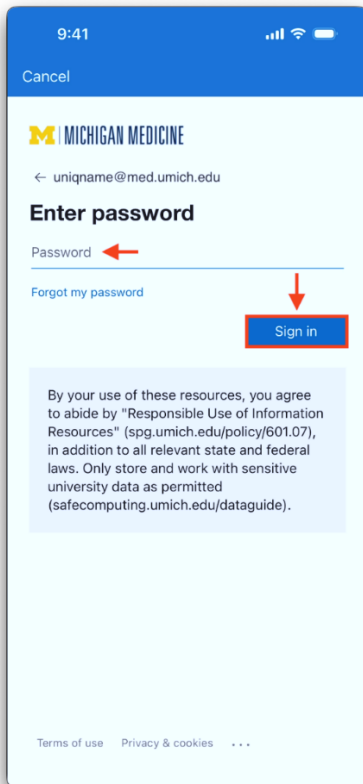 9:41
Cancel
M | MICHIGAN MEDICINE
← uniqname@med.umich.edu
Enter password
Password
Forgot my password
Sign in
By your use of these resources, you agree
to abide by "Responsible Use of Information
Resources" (spg.umich.edu/policy/601.07),
in addition to all relevant state and federal
laws. Only store and work with sensitive
university data as permitted
(safecomputing.umich.edu/dataguide).
Terms of use Privacy & cookies ...